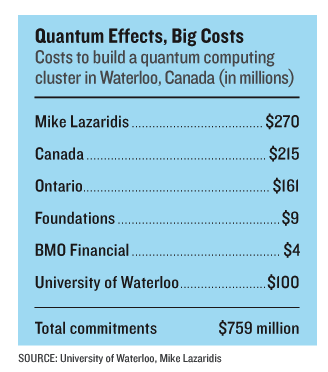 Quantum Effects, Big Costs
Costs to build a quantum computing
cluster in Waterloo, Canada (in millions)
Mike Lazaridis.................................$270
Canada..............................................$215
Ontario...............................................$161
Foundations......................................$9
BMO Financial...................................$4
University of Waterloo....................$100
Total commitments $759 million
SOURCE: University of Waterloo, Mike Lazaridis